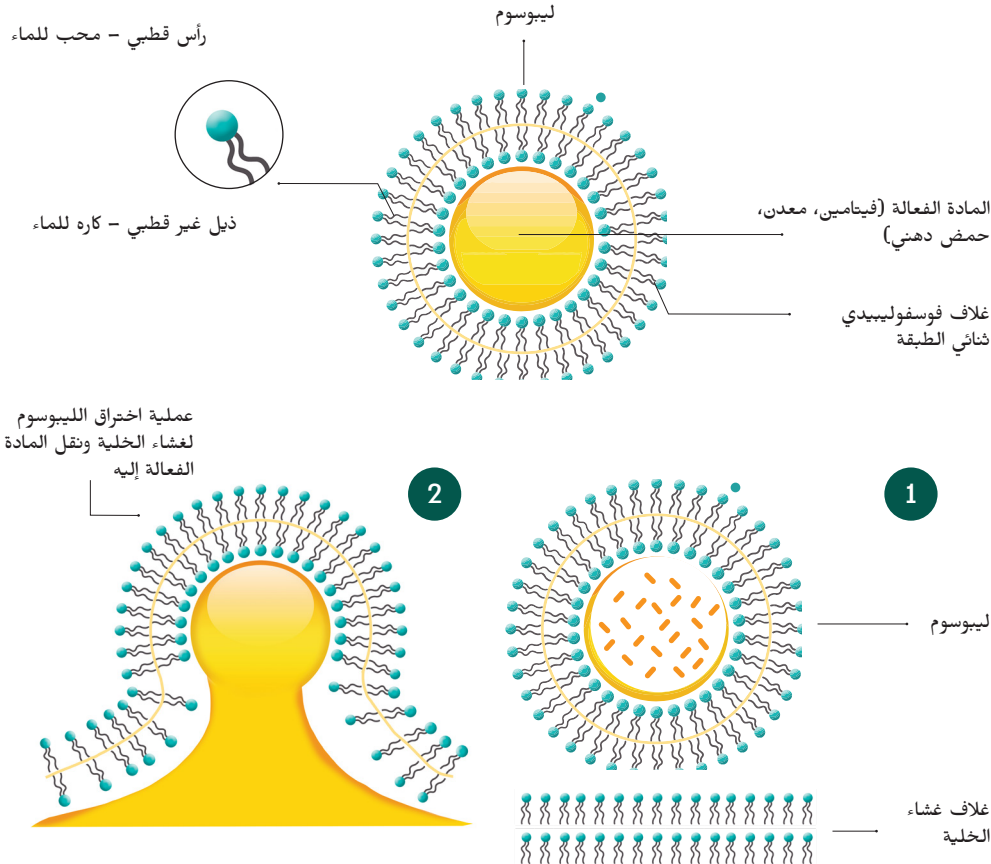 ليبوسوم
رأس قطبي – محب للماء
المادة الفعالة (فيتامين، معدن،
حمض دهني)
ذيل غير قطبي – كاره للماء
غلاف فوسفوليبيدي
ثنائي الطبقة
1
ليبوسوم
غلاف غشاء
الخلية
2
عملية اختراق الليبوسوم
لغشاء الخلية ونقل المادة
الفعالة إليه